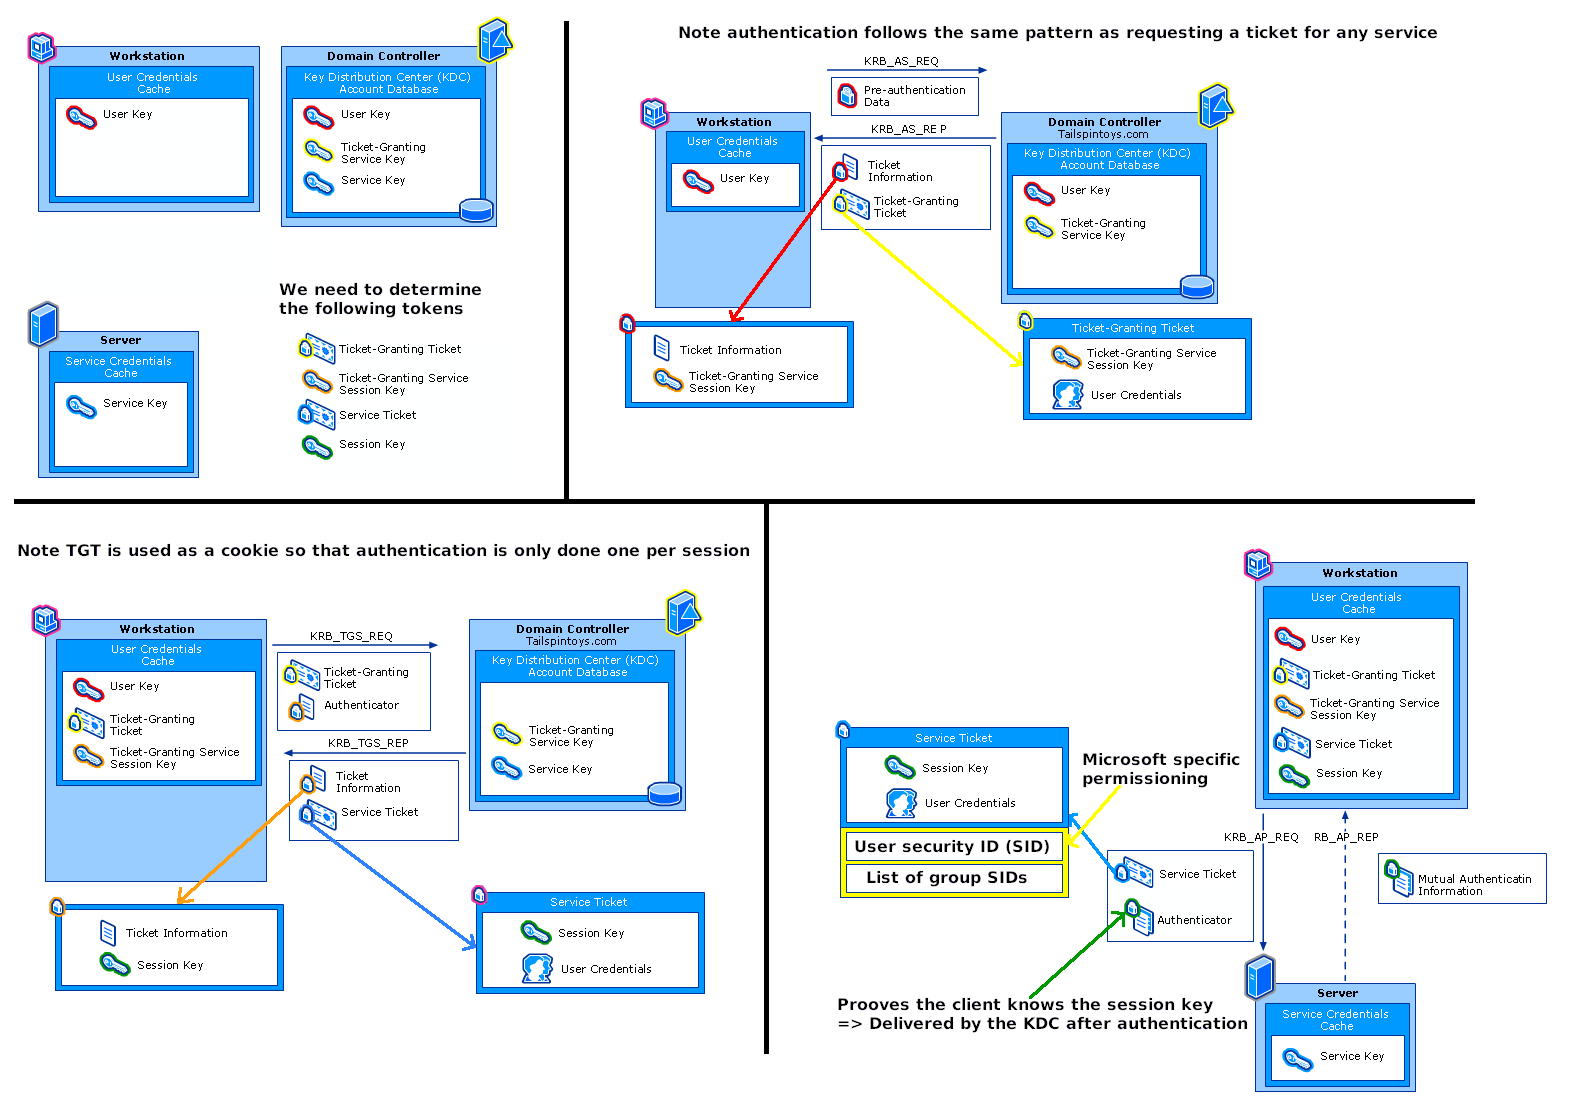 Workstation
User Credentials
Cache
User Key
Domain Controller
Key Distribution Center (KDC)
Account Database
User Key
Ticket-Granting
Service Key
Service Key
Server
Service Credentials
Cache
Service Key
We need to determine
the following tokens
Ticket-Granting Ticket
Ticket-Granting Service
Session Key
Service Ticket
Session Key
Note authentication follows the same pattern as requesting a ticket for any service
Workstation
User Credentials
Cache
User Key
KRB_AS_REQ
Pre-authentication
Data
KRB_AS_RE P
Ticket
Information
Ticket-Granting
Ticket
Domain Controller
Tailspintoys.com
Key Distribution Center (KDC)
Account Database
User Key
Ticket-Granting
Service Key
Ticket Information
Ticket-Granting Service
Session Key
Ticket-Granting Ticket
Ticket-Granting Service
Session Key
User Credentials
Note TGT is used as a cookie so that authentication is only done one per session
Workstation
User Credentials
Cache
User Key
Ticket-Granting
Ticket
Ticket-Granting Service
Session Key
KRB_TGS_REQ
Ticket-Granting
Ticket
Authenticator
KRB_TGS_REP
Ticket
Information
Service Ticket
Domain Controller
Tailspintoys.com
Key Distribution Center (KDC)
Account Database
Ticket-Granting
Service Key
Service Key
Ticket Information
Session Key
Service Ticket
Session Key
User Credentials
Workstation
User Credentials
Cache
User Key
Ticket-Granting Ticket
Ticket-Granting Service
Session Key
Service Ticket
Session Key
Service Ticket
Session Key
User Credentials
User security ID (SID)
List of group SIDs
Microsoft specific
permissioning
KRB_AP_REQ
RB_AP_REP
Service Ticket
Authenticator
Mutual Authenticatin
Information
Prooves the client knows the session key
=> Delivered by the KDC after authentication
Server
Service Credentials
Cache
Service Key